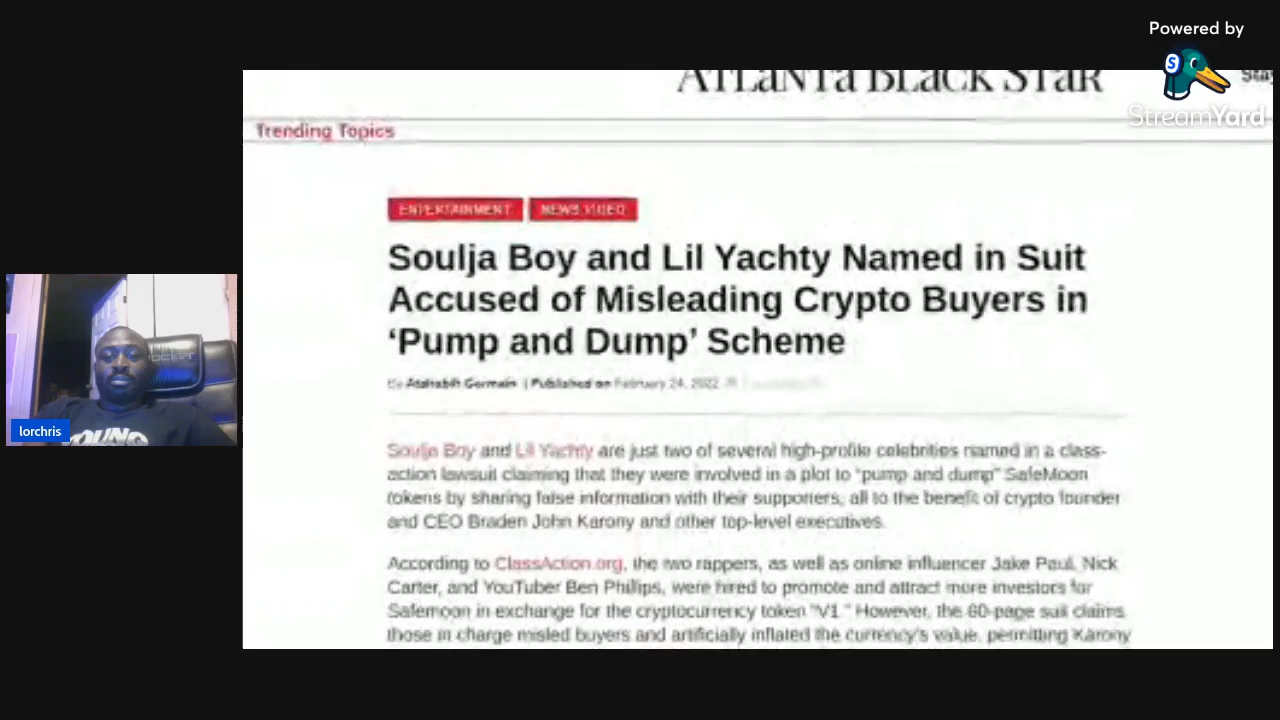 Powered by
StreamYard
ATLANTA BLACK STAR
Trending Topics
ENTERTAINMENT NEWS VIDEO
Soulja Boy and Lil Yachty Named in Suit
Accused of Misleading Crypto Buyers in
‘Pump and Dump’ Scheme
By Atahabih Germain | Published on February 24, 2022
Soulja Boy and Lil Yachty are just two of several high-profile celebrities named in a class-
action lawsuit claiming that they were involved in a plot to “pump and dump” SafeMoon
tokens by sharing false information with their supporters, all to the benefit of crypto founder
and CEO Braden John Karony and other top-level executives.
According to ClassAction.org, the two rappers, as well as online influencer Jake Paul, Nick
Carter, and YouTuber Ben Phillips, were hired to promote and attract more investors for
Safemoon in exchange for the cryptocurrency token “V1.” However, the 60-page suit claims
those in charge misled buyers and artificially inflated the currency's value, permitting Karony
lorchris